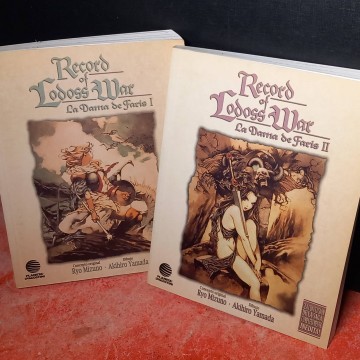 Record
of
Lodoss War
La Dama de Faris I
Ryo Mizuno - Akihiro Yamada
Record
of
Lodoss War
La Dama de Faris II
Ryo Mizuno - Akihiro Yamada